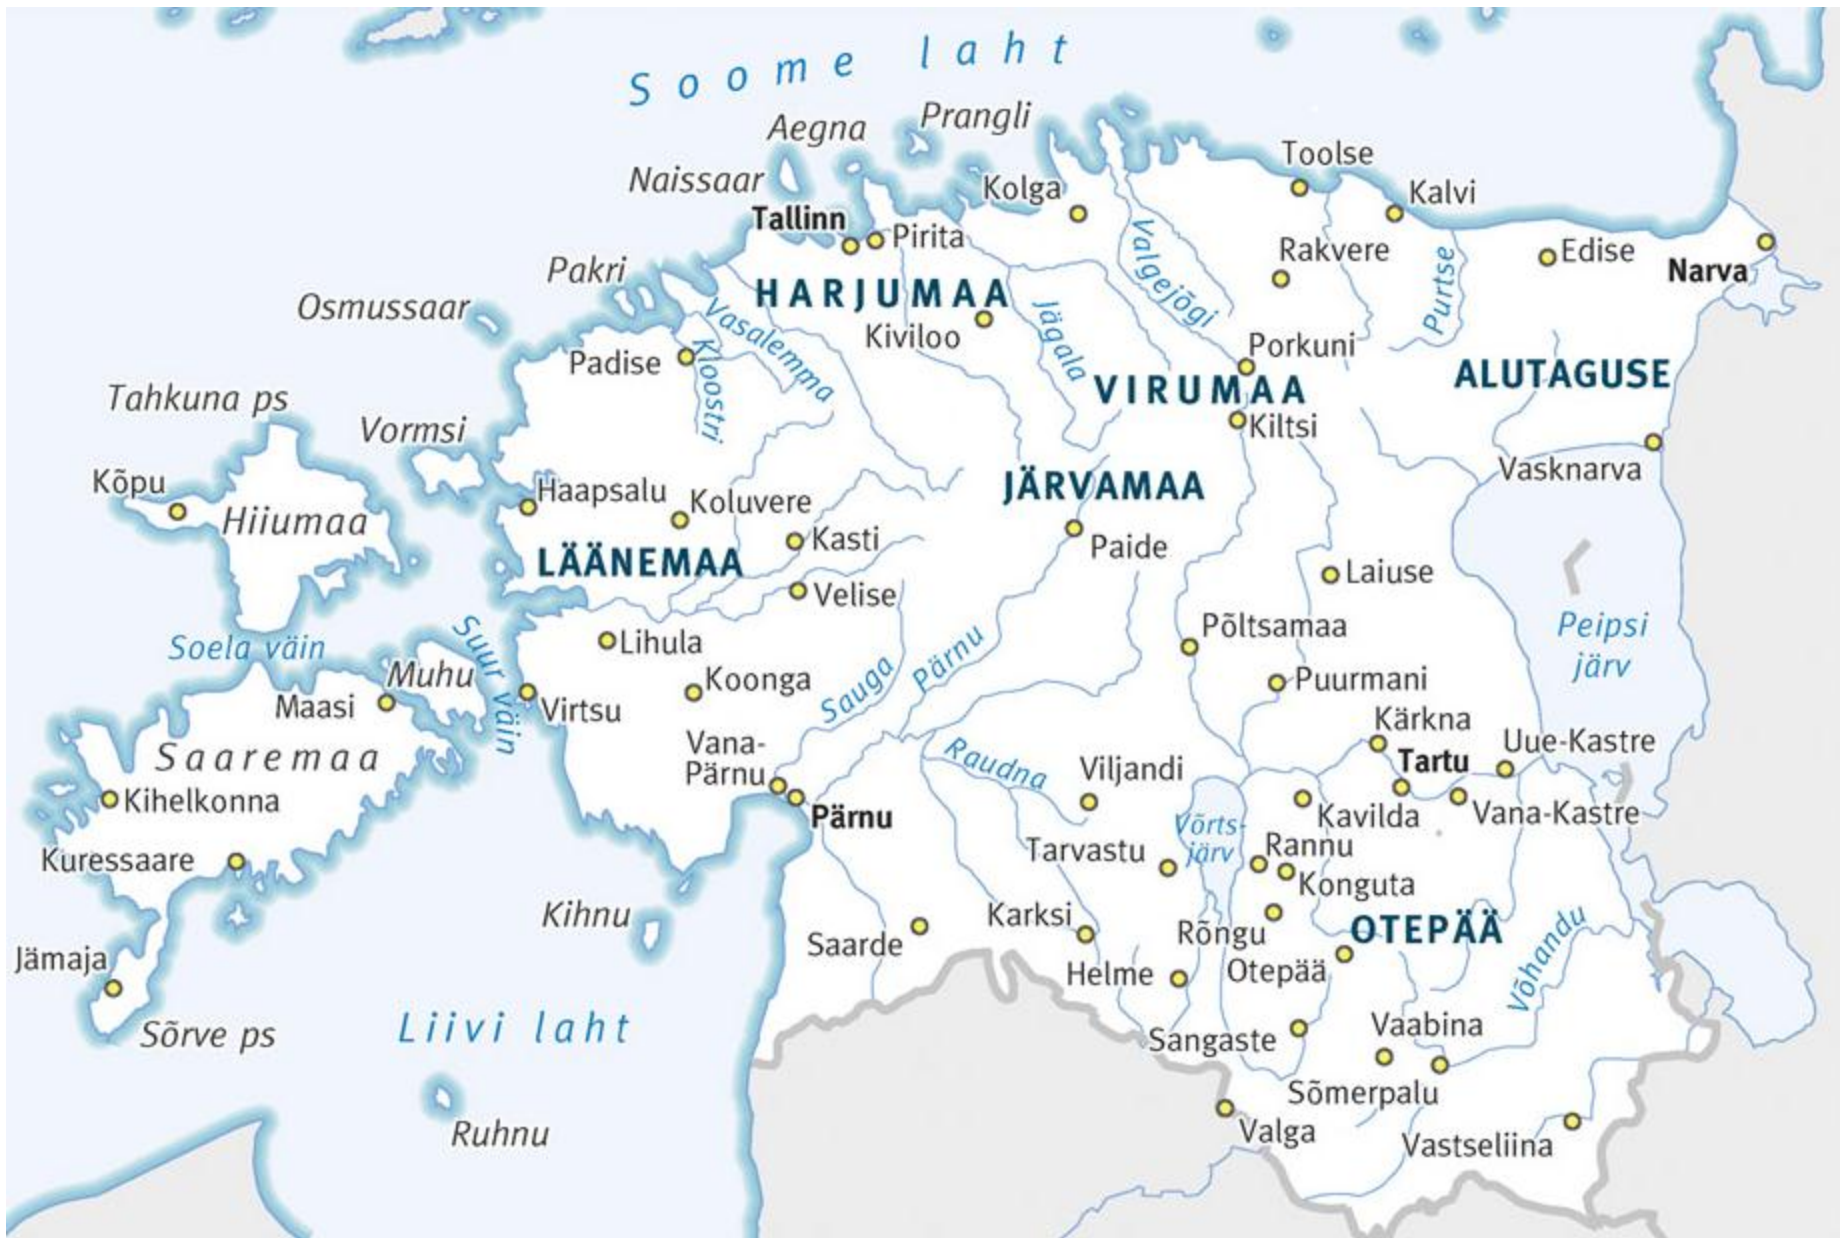 Soome laht
Prangli
Aegna
Naissaar
Toolse
Kolga
Kalvi
Tallinn
Pirita
Valgejõgi
Rakvere
Edise
Narva
Purtse
Pakri
Osmussaar
HARJUMAA
Vasalemma
Kiviloo
Jägala
Padise
Kloostri
Porkuni
VIRUMAA
ALUTAGUSE
Kiltsi
Tahkuna ps
Vormsi
Vasknarva
Kõpu
Haapsalu
Koluvere
JÄRVAMAA
Hiiumaa
Kasti
Paide
LÄÄNEMAA
Laiuse
Velise
Peipsi
järv
Põltsamaa
Lihula
Soela väin
Suur väin
Muhu
Koonga
Sauga
Pärnu
Puurmani
Maasi
Virtsu
Kärkna
Saaremaa
Vana-
Pärnu
Raudna
Viljandi
Tartu
Uue-Kastre
Kihelkonna
Pärnu
Kavilda
Vana-Kastre
Võrts-
järv
Tarvastu
Rannu
Kuressaare
Konguta
Kihnu
Karksi
Rõngu
OTEPÄÄ
Saarde
Võhandu
Jämaja
Helme
Otepää
Sõrve ps
Liivi laht
Sangaste
Vaabina
Sõmerpalu
Ruhnu
Valga
Vastseliina